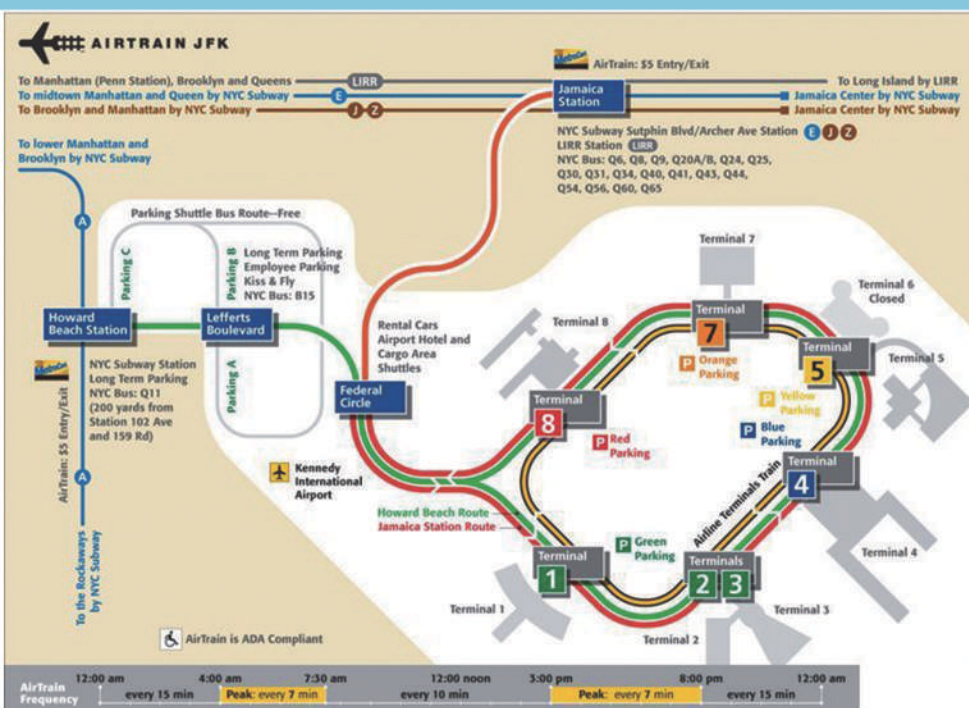 AIRTRAIN JFK
MetroCard
AirTrain: $5 Entry/Exit
To Manhattan (Penn Station), Brooklyn and Queens
LIRR
To Long Island by LIRR
To midtown Manhattan and Queen by NYC Subway
E
Jamaica Center by NYC Subway
To Brooklyn and Manhattan by NYC Subway
J Z
Jamaica Center by NYC Subway
Jamaica
Station
NYC Subway Sutphin Blvd/Archer Ave Station E J Z
LIRR Station LIRR
NYC Bus: Q6, Q8, Q9, Q20A/B, Q24, Q25,
Q30, Q31, Q34, Q40, Q41, Q43, Q44,
Q54, Q56, Q60, Q65
To lower Manhattan and
Brooklyn by NYC Subway
A
Parking Shuttle Bus Route--Free
Parking C
Parking B
Long Term Parking
Employee Parking
Kiss & Fly
NYC Bus: B15
Howard
Beach Station
Lefferts
Boulevard
Parking A
MetroCard
AirTrain: $5 Entry/Exit
NYC Subway Station
Long Term Parking
NYC Bus: Q11
(200 yards from
Station 102 Ave
and 159 Rd)
A
To the Rockaways
by NYC Subway
Rental Cars
Airport Hotel and
Cargo Area
Shuttles
Federal
Circle
Kennedy
International
Airport
Howard Beach Route
Jamaica Station Route
Terminal 7
Terminal
7
P Orange
Parking
Terminal 6
Closed
Terminal 8
Terminal
8
P Red
Parking
Terminal
5
Terminal 5
P Yellow
Parking
P Blue
Parking
Terminal
4
Terminal 4
Airline Terminals Train
P Green
Parking
Terminal
1
Terminal 1
Terminals
2 3
Terminal 3
Terminal 2
AirTrain is ADA Compliant
AirTrain
Frequency
12:00 am 4:00 am 7:30 am 12:00 noon 3:00 pm 8:00 pm 12:00 am
every 15 min Peak: every 7 min every 10 min Peak: every 7 min every 15 min